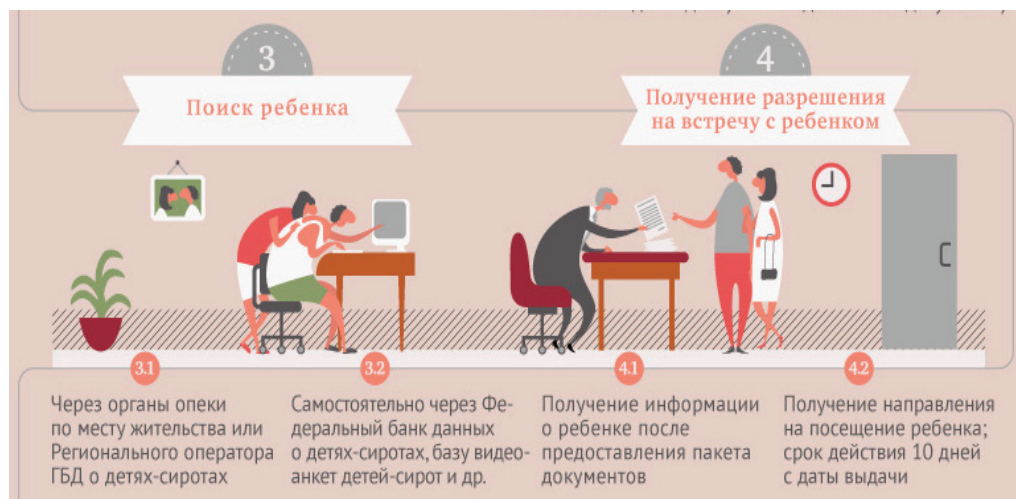 3
Поиск ребенка
4
Получение разрешения
на встречу с ребенком
3.1
Через органы опеки
по месту жительства или
Регионального оператора
ГБД о детях-сиротах
3.2
Самостоятельно через Фе-
деральный банк данных
о детях-сиротах, базу видео-
анкет детей-сирот и др.
4.1
Получение информации
о ребенке после
предоставления пакета
документов
4.2
Получение направления
на посещение ребенка;
срок действия 10 дней
с даты выдачи